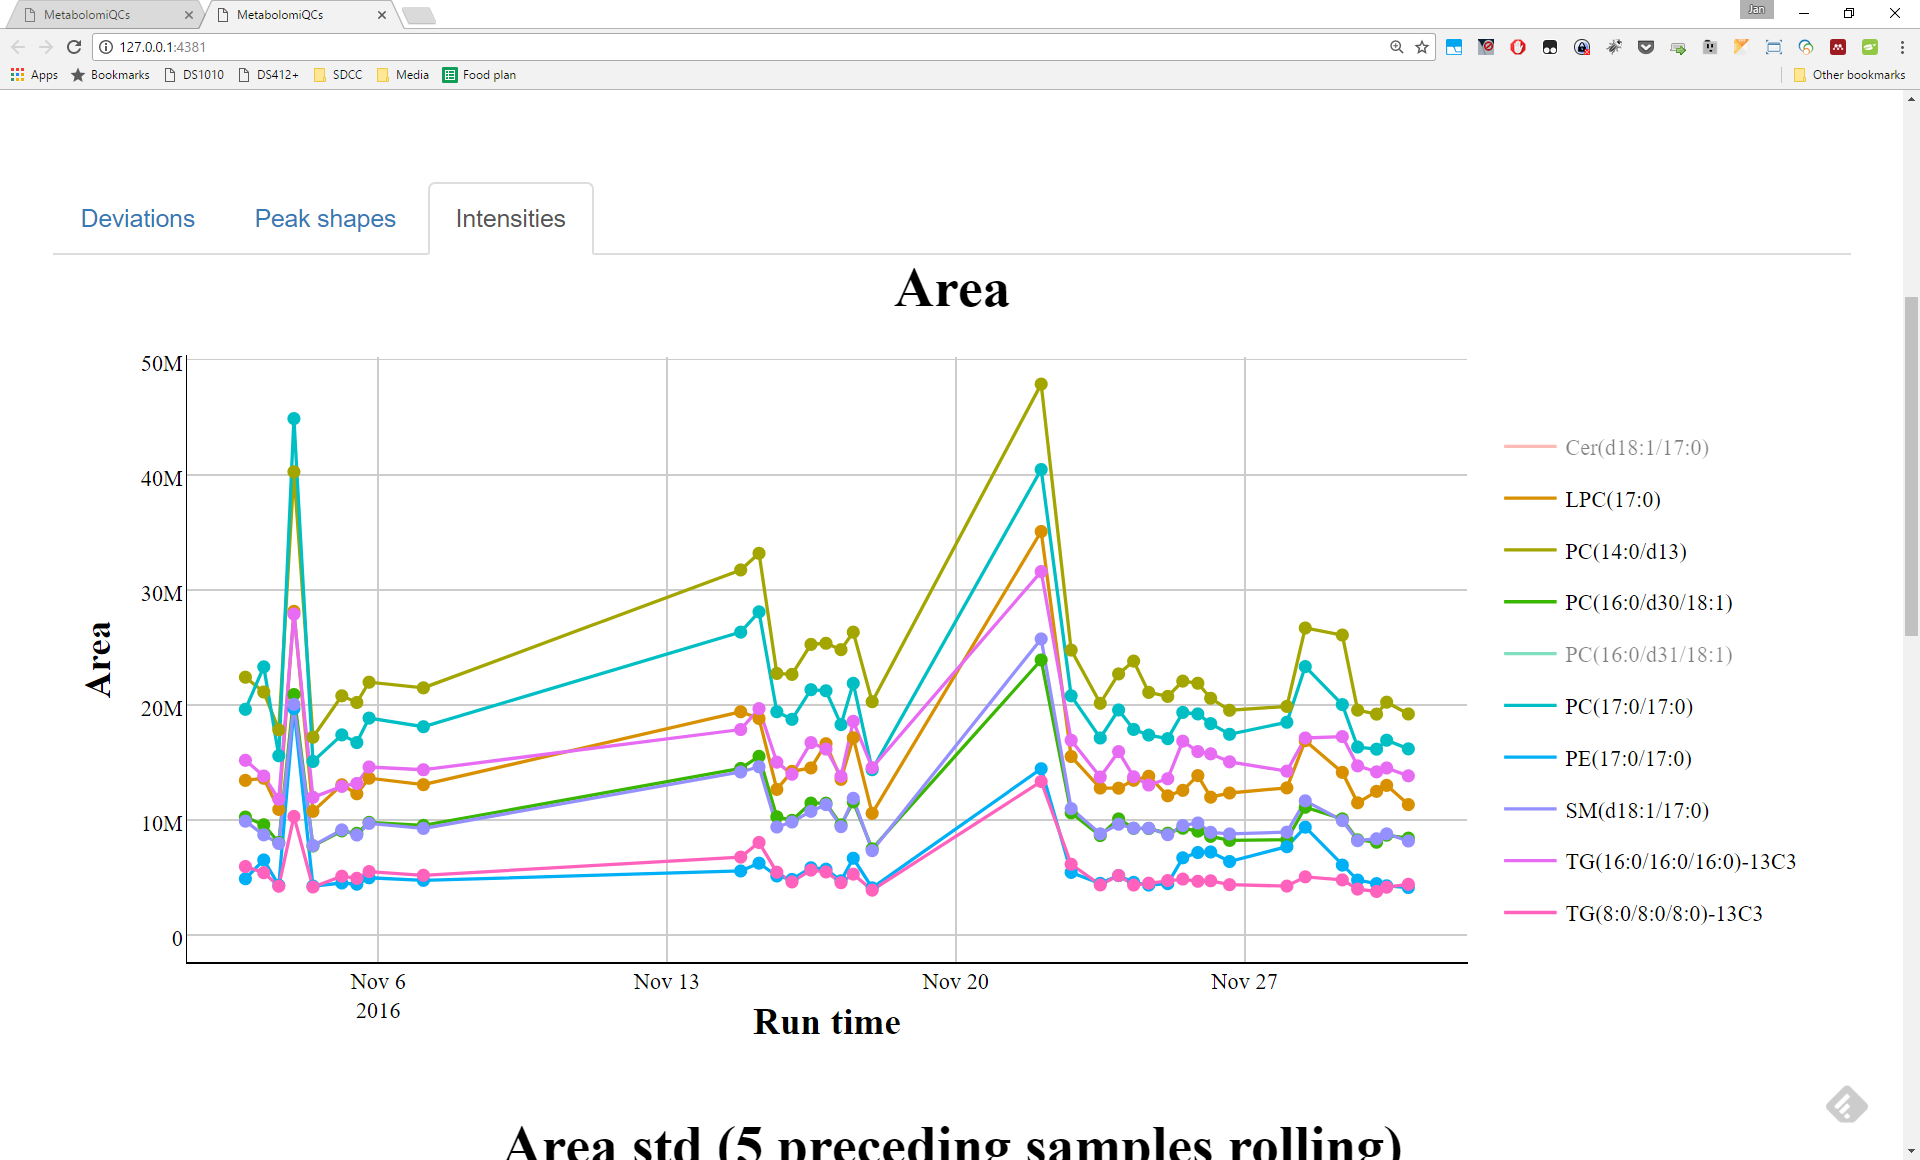 MetabolomiQCs
MetabolomiQCs
Jan
127.0.0.1:4381
Apps Bookmarks DS1010 DS412+ SDCC Media Food plan Other bookmarks
Deviations Peak shapes Intensities
Area
50M
40M
30M
20M
10M
0
Area
Nov 6
2016
Nov 13
Nov 20
Nov 27
Run time
Cer(d18:1/17:0)
LPC(17:0)
PC(14:0/d13)
PC(16:0/d30/18:1)
PC(16:0/d31/18:1)
PC(17:0/17:0)
PE(17:0/17:0)
SM(d18:1/17:0)
TG(16:0/16:0/16:0)-13C3
TG(8:0/8:0/8:0)-13C3
Area std (5 preceding samples rolling)